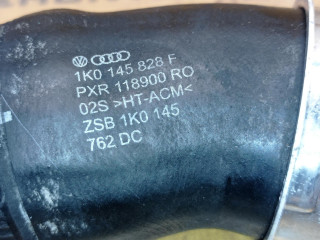 1K0 145 828 F
PXR 118900 RO
02S >HT-ACM<
ZSB 1K0 145
762 DC